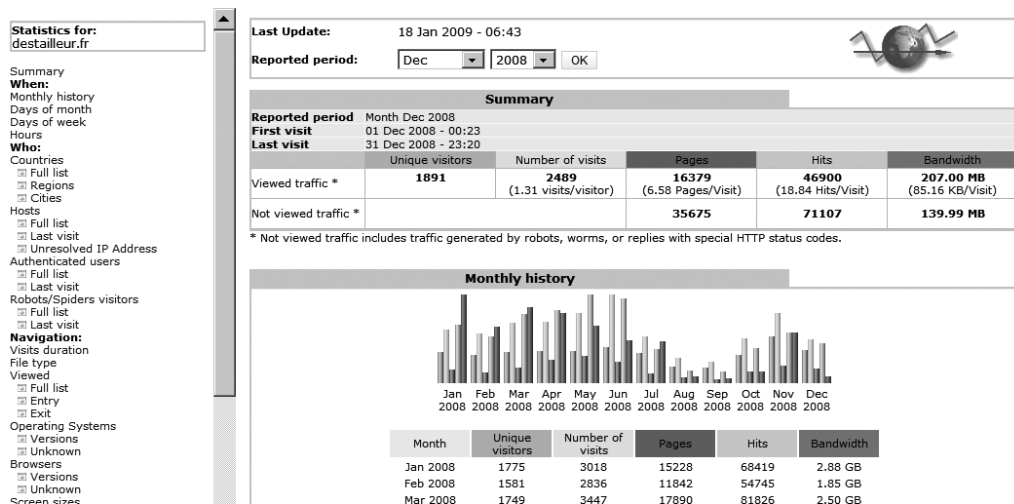 Statistics for:
destailleur.fr
Summary
When:
Monthly history
Days of month
Days of week
Hours
Who:
Countries
Full list
Regions
Cities
Hosts
Full list
Last visit
Unresolved IP Address
Authenticated users
Full list
Last visit
Robots/Spiders visitors
Full list
Last visit
Navigation:
Visits duration
File type
Viewed
Full list
Entry
Exit
Operating Systems
Versions
Unknown
Browsers
Versions
Unknown
Screen sizes
Last Update: 18 Jan 2009 - 06:43
Reported period: Dec 2008 OK
Summary
Reported period Month Dec 2008
First visit 01 Dec 2008 - 00:23
Last visit 31 Dec 2008 - 23:20
Unique visitors Number of visits Pages Hits Bandwidth
Viewed traffic * 1891 2489 16379 46900 207.00 MB
(1.31 visits/visitor) (6.58 Pages/Visit) (18.84 Hits/Visit) (85.16 KB/Visit)
Not viewed traffic * 35675 71107 139.99 MB
* Not viewed traffic includes traffic generated by robots, worms, or replies with special HTTP status codes.
Monthly history
Jan Feb Mar Apr May Jun Jul Aug Sep Oct Nov Dec
2008 2008 2008 2008 2008 2008 2008 2008 2008 2008 2008 2008
Month Unique visitors Number of visits Pages Hits Bandwidth
Jan 2008 1775 3018 15228 68419 2.88 GB
Feb 2008 1581 2836 11842 54745 1.85 GB
Mar 2008 1749 3447 17890 81826 2.50 GB